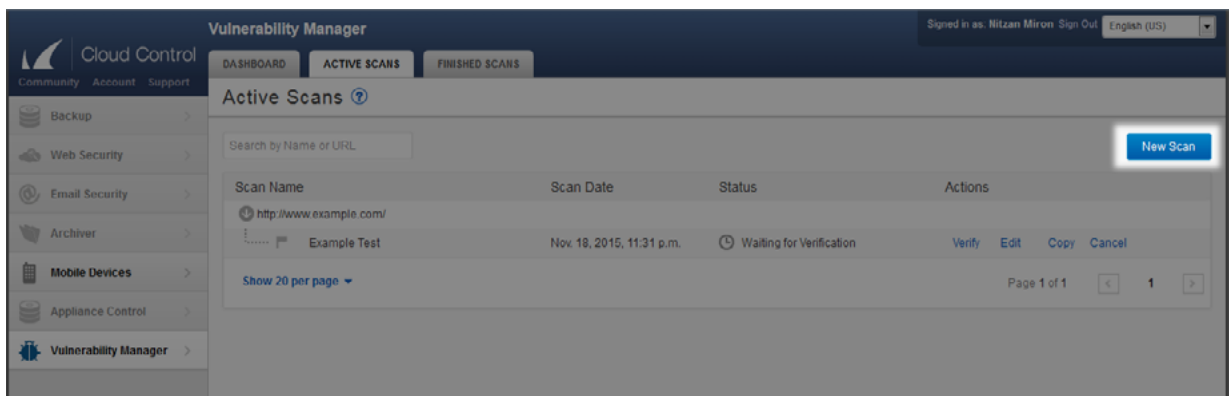 Vulnerability Manager
Signed in as: Nitzan Miron Sign Out English (US)
Cloud Control
Community Account Support
DASHBOARD ACTIVE SCANS FINISHED SCANS
Active Scans ?
Backup
Web Security
Email Security
Archiver
Mobile Devices
Appliance Control
Vulnerability Manager
Search by Name or URL
New Scan
Scan Name Scan Date Status Actions
http://www.example.com/
Example Test Nov. 18, 2015, 11:31 p.m. Waiting for Verification Verify Edit Copy Cancel
Show 20 per page Page 1 of 1 < 1 >